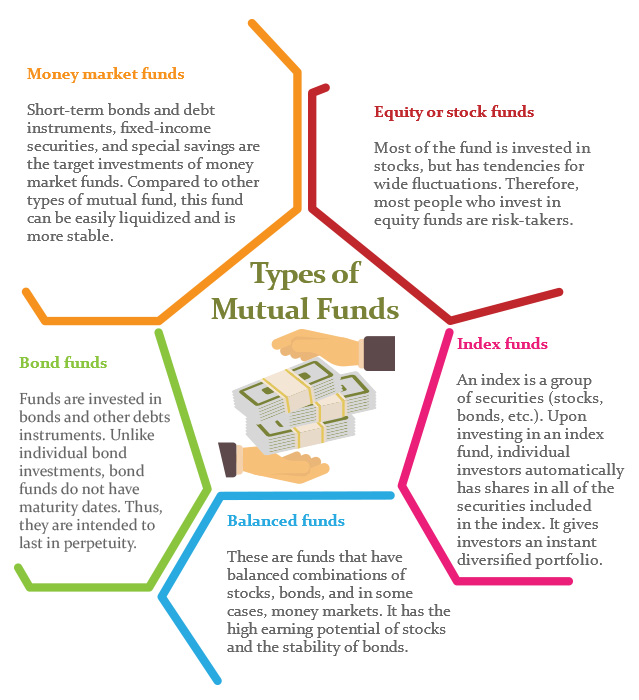 Money market funds
Short-term bonds and debt
instruments, fixed-income
securities, and special savings are
the target investments of money
market funds. Compared to other
types of mutual fund, this fund
can be easily liquidized and is
more stable.
Equity or stock funds
Most of the fund is invested in
stocks, but has tendencies for
wide fluctuations. Therefore,
most people who invest in
equity funds are risk-takers.
Types of
Mutual Funds
Bond funds
Funds are invested in
bonds and other debts
instruments. Unlike
individual bond
investments, bond
funds do not have
maturity dates. Thus,
they are intended to
last in perpetuity.
Index funds
An index is a group
of securities (stocks,
bonds, etc.). Upon
investing in an index
fund, individual
investors automatically
has shares in all of the
securities included
in the index. It gives
investors an instant
diversified portfolio.
Balanced funds
These are funds that have
balanced combinations of
stocks, bonds, and in some
cases, money markets. It has the
high earning potential of stocks
and the stability of bonds.